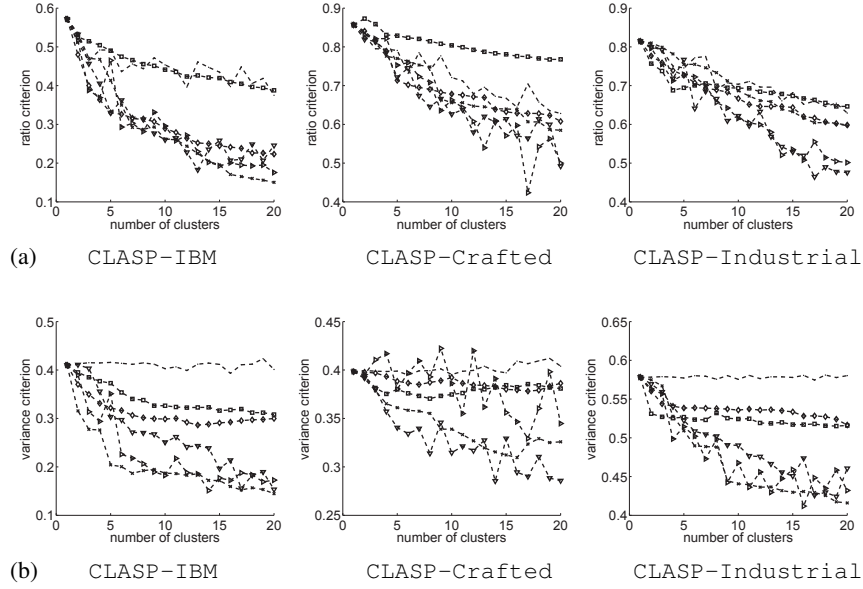 0.6
0.5
0.4
0.3
0.2
0.1
0 5 10 15 20
ratio criterion
number of clusters
0.9
0.8
0.7
0.6
0.5
0.4
0 5 10 15 20
ratio criterion
number of clusters
0.9
0.8
0.7
0.6
0.5
0.4
0 5 10 15 20
ratio criterion
number of clusters
(a) CLASP-IBM CLASP-Crafted CLASP-Industrial
0.5
0.4
0.3
0.2
0.1
0 5 10 15 20
variance criterion
number of clusters
0.45
0.4
0.35
0.3
0.25
0 5 10 15 20
variance criterion
number of clusters
0.65
0.6
0.55
0.5
0.45
0.4
0 5 10 15 20
variance criterion
number of clusters
(b) CLASP-IBM CLASP-Crafted CLASP-Industrial